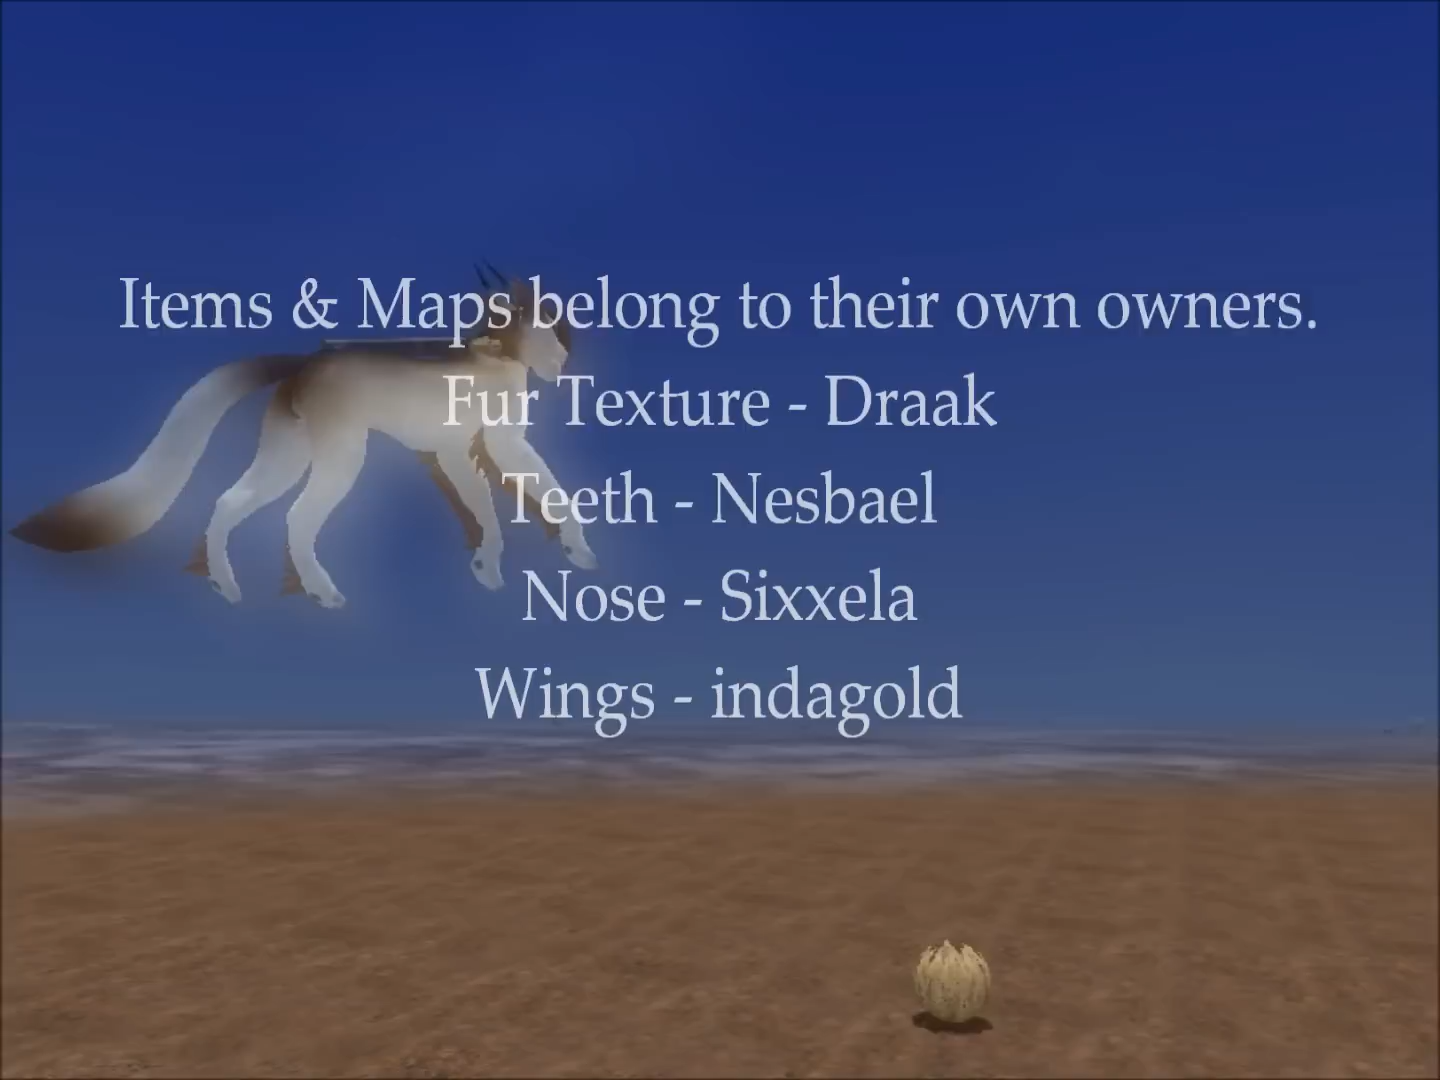 Items & Maps belong to their own owners.
Fur Texture - Draak
Teeth - Nesbael
Nose - Sixxela
Wings - indagold